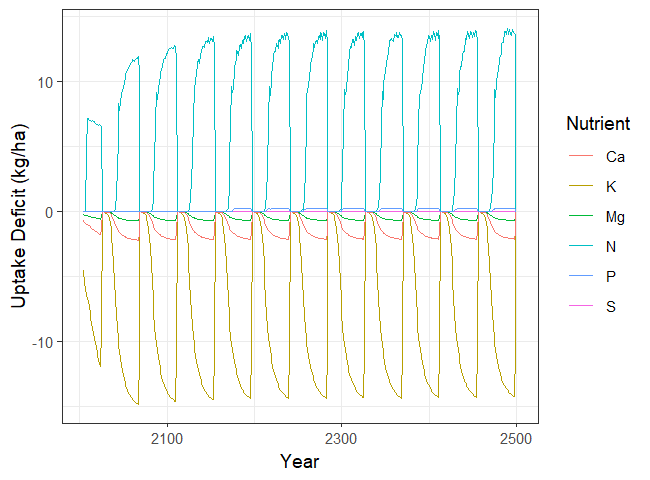 Uptake Deficit (kg/ha)
10
0
-10
2100
2300
2500
Year
Nutrient
Ca
K
Mg
N
P
S